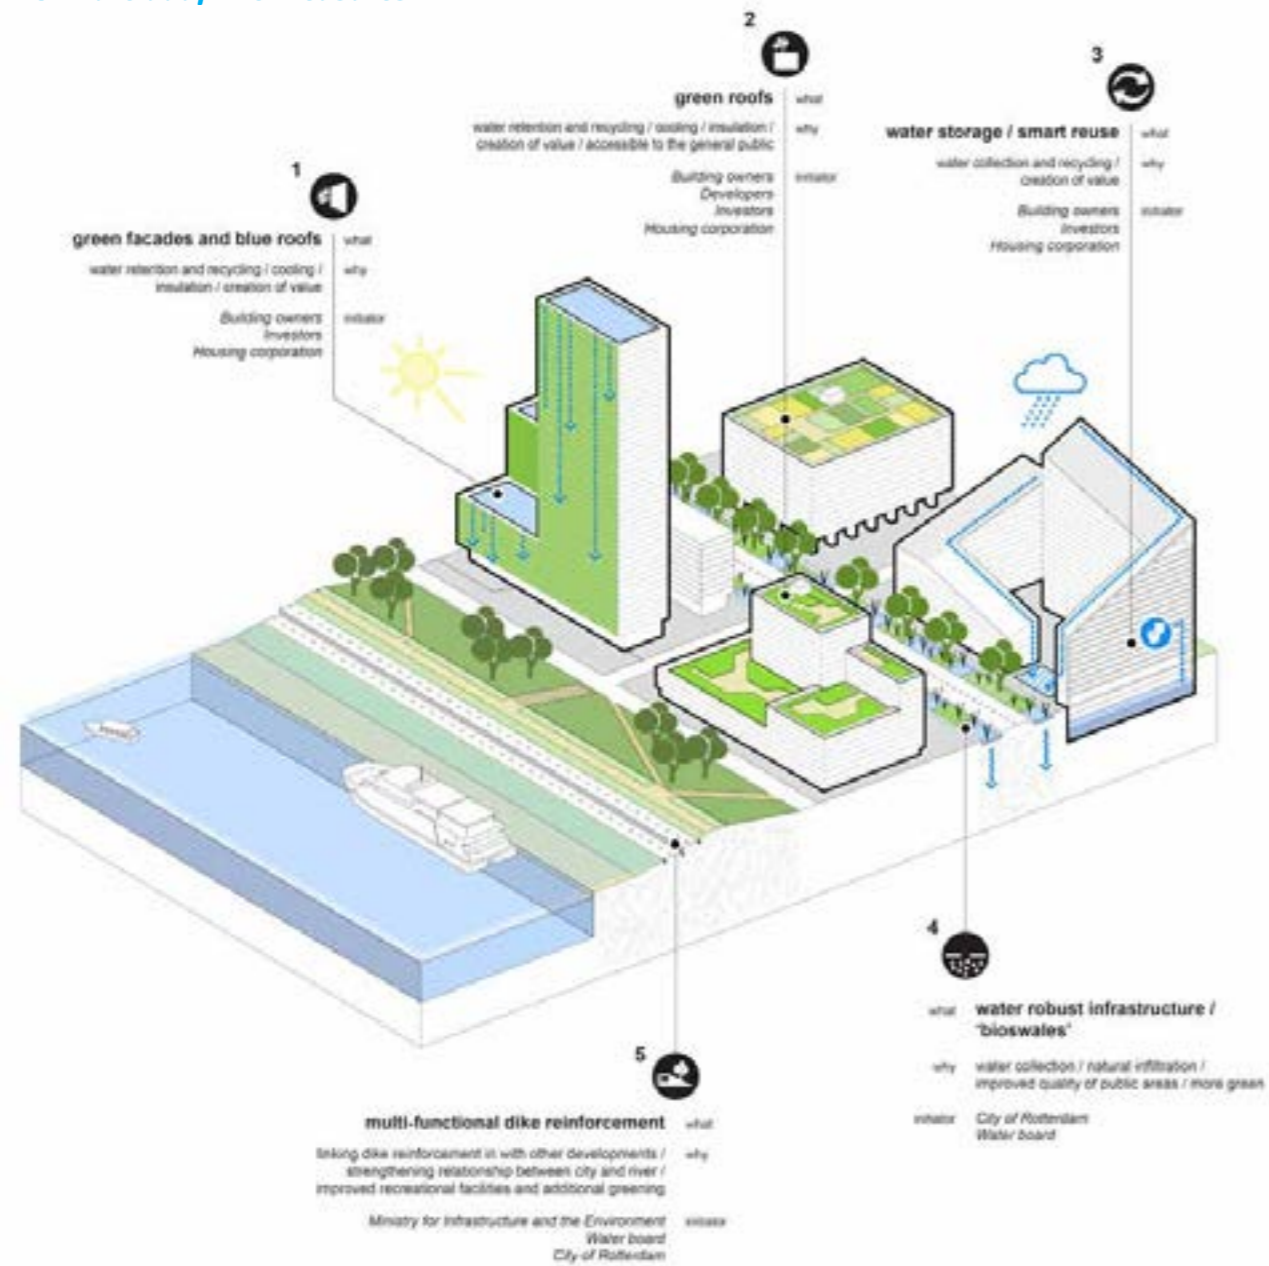 1
green facades and blue roofs
what
water retention and recycling / cooling /
insulation / creation of value
why
Building owners
Investors
Housing corporation
initiator
2
green roofs
what
water retention and recycling / cooling / insulation /
creation of value / accessible to the general public
why
Building owners
Developers
Investors
Housing corporation
initiator
3
water storage / smart reuse
what
water collection and recycling /
creation of value
why
Building owners
Investors
Housing corporation
initiator
4
what
water robust infrastructure /
'bioswales'
why
water collection / natural infiltration /
improved quality of public areas / more green
initiator
City of Rotterdam
Water board
5
multi-functional dike reinforcement
what
linking dike reinforcement in with other developments /
strengthening relationship between city and river /
improved recreational facilities and additional greening
why
Ministry for Infrastructure and the Environment
Water board
City of Rotterdam
initiator